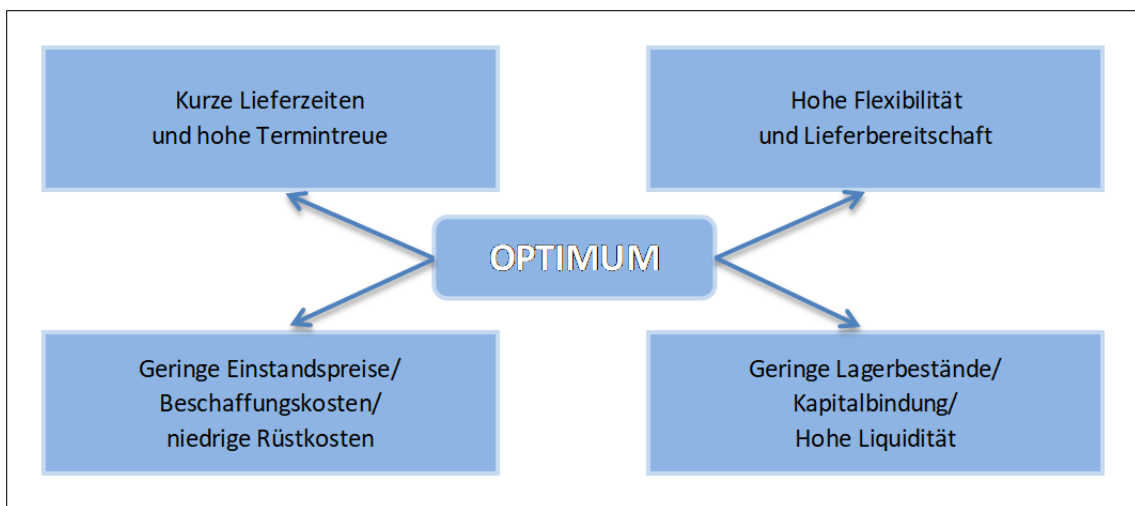 Kurze Lieferzeiten
und hohe Termintreue
Hohe Flexibilität
und Lieferbereitschaft
OPTIMUM
Geringe Einstandspreise/
Beschaffungskosten/
niedrige Rüstkosten
Geringe Lagerbestände/
Kapitalbindung/
Hohe Liquidität